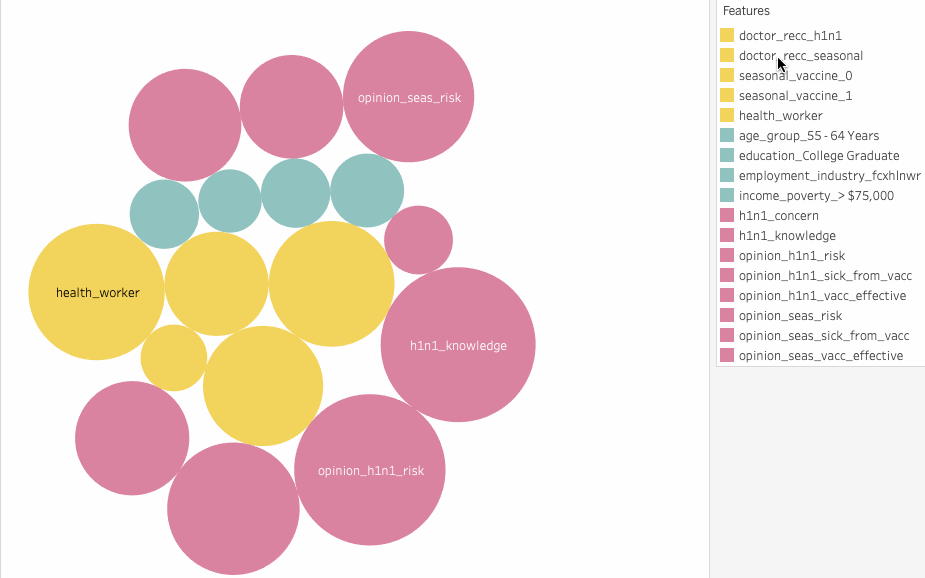 Features
doctor_recc_h1n1
doctor_recc_seasonal
seasonal_vaccine_0
seasonal_vaccine_1
health_worker
age_group_55 - 64 Years
education_College Graduate
employment_industry_fcxhlnwr
income_poverty_> $75,000
h1n1_concern
h1n1_knowledge
opinion_h1n1_risk
opinion_h1n1_sick_from_vacc
opinion_h1n1_vacc_effective
opinion_seas_risk
opinion_seas_sick_from_vacc
opinion_seas_vacc_effective
opinion_seas_risk
health_worker
h1n1_knowledge
opinion_h1n1_risk